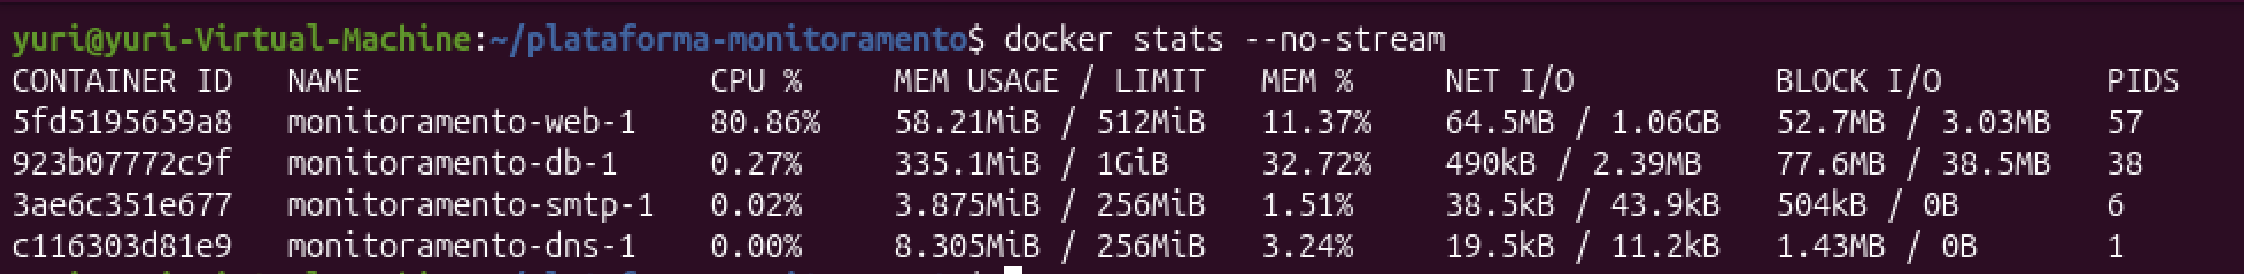 yuri@yuri-Virtual-Machine:~/plataforma-monitoramento$ docker stats --no-stream
CONTAINER ID   NAME                  CPU %     MEM USAGE / LIMIT   MEM %     NET I/O           BLOCK I/O         PIDS
5fd5195659a8   monitoramento-web-1   80.86%    58.21MiB / 512MiB   11.37%    64.5MB / 1.06GB   52.7MB / 3.03MB   57
923b07772c9f   monitoramento-db-1    0.27%     335.1MiB / 1GiB     32.72%    490kB / 2.39MB    77.6MB / 38.5MB   38
3ae6c351e677   monitoramento-smtp-1   0.02%     3.875MiB / 256MiB   1.51%     38.5kB / 43.9kB   504kB / 0B        6
c116303d81e9   monitoramento-dns-1   0.00%     8.305MiB / 256MiB   3.24%     19.5kB / 11.2kB   1.43MB / 0B       1